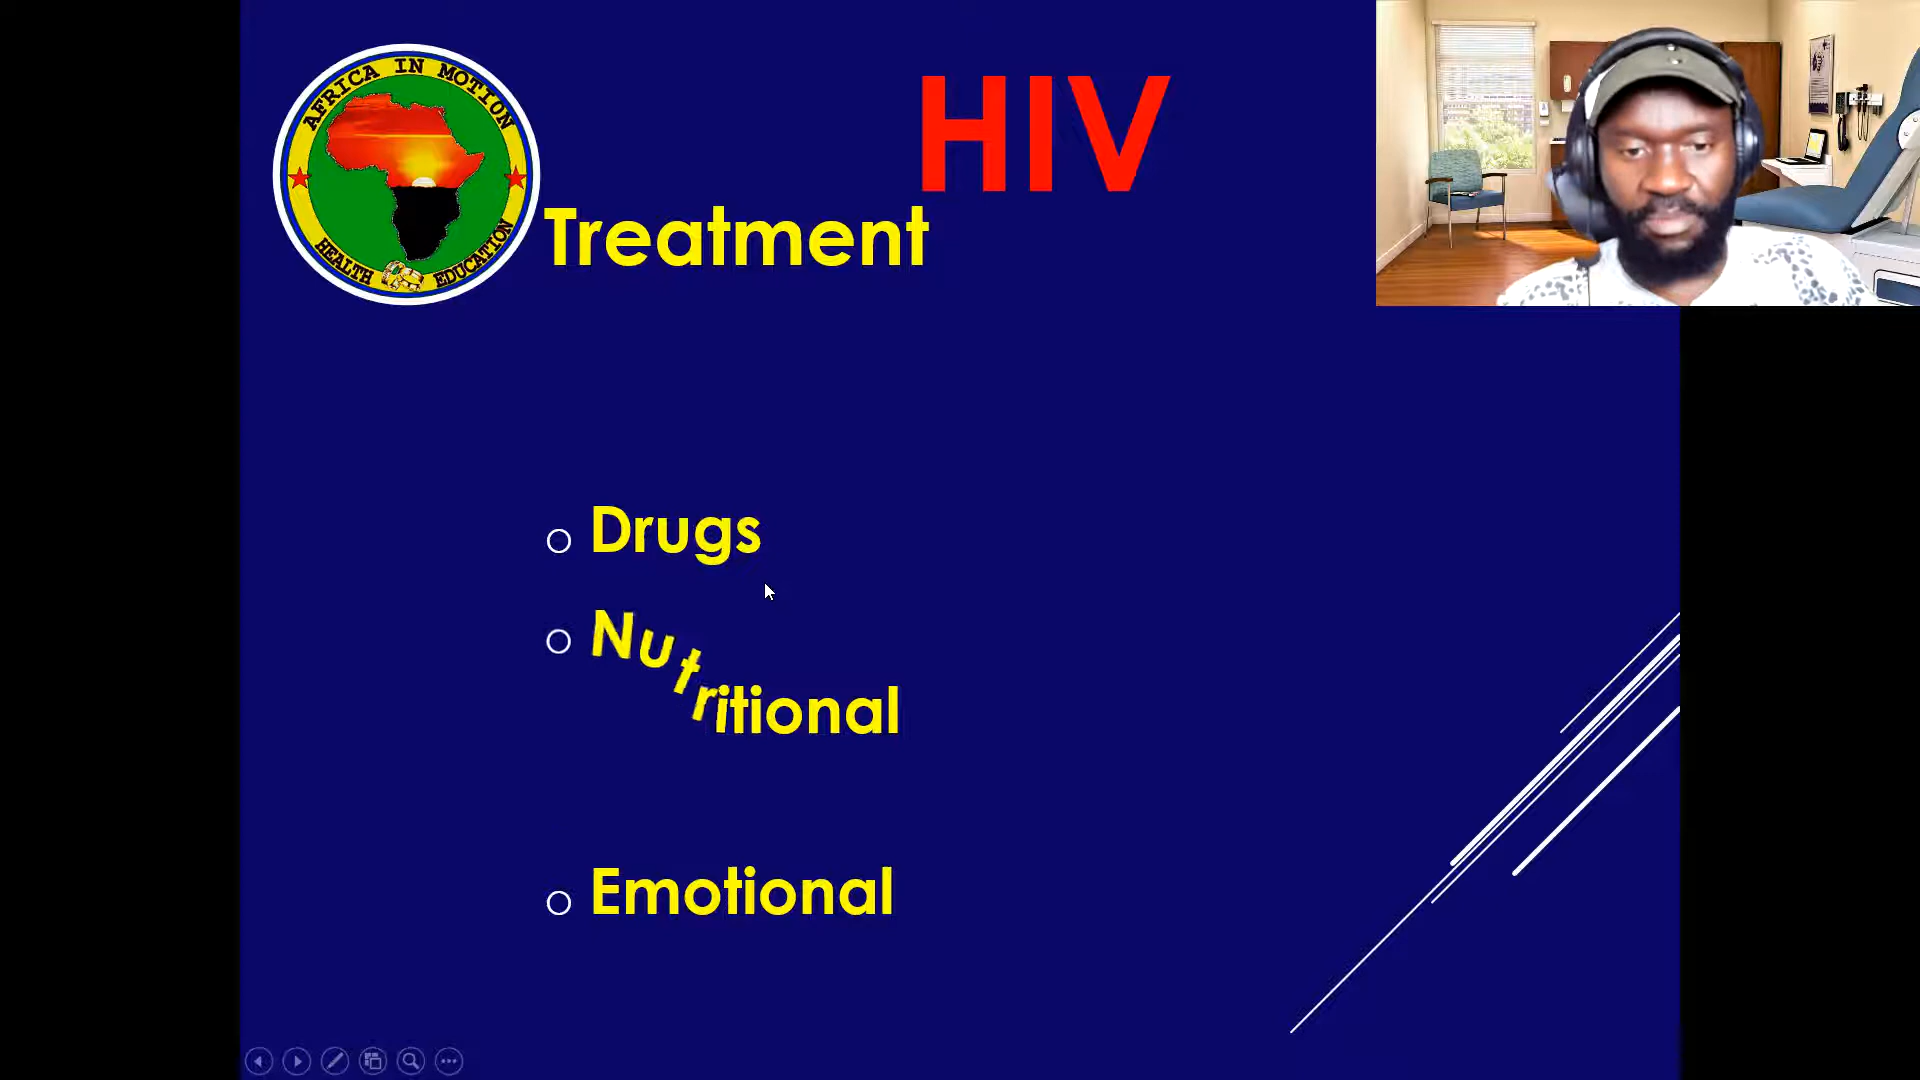 AFRICA IN MOTION
HEALTH EDUCATION
HIV
Treatment
Drugs
Nutritional
Emotional